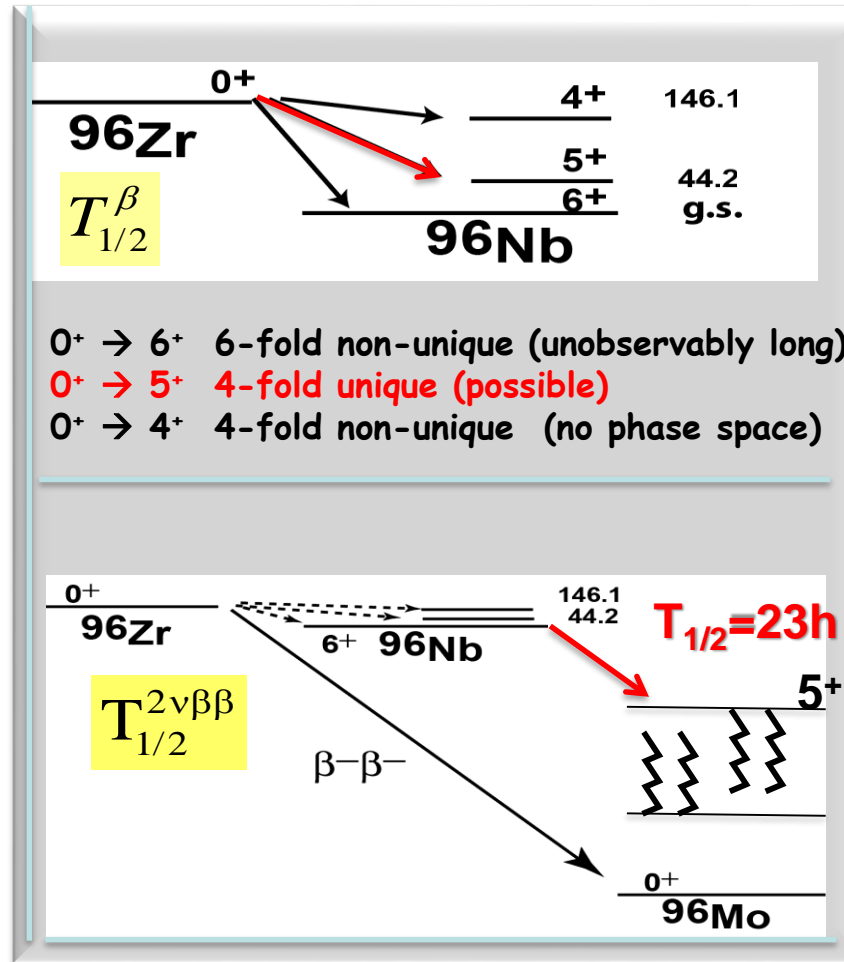 0+
96Zr
4+ 146.1
5+ 44.2
6+ g.s.
96Nb
T^β_1/2
0⁺ → 6⁺ 6-fold non-unique (unobservably long)
0⁺ → 5⁺ 4-fold unique (possible)
0⁺ → 4⁺ 4-fold non-unique (no phase space)
0+
96Zr
146.1
44.2
6+ 96Nb
T₁/₂=23h
5+
T^2νββ_1/2
β−β−
0+
96Mo